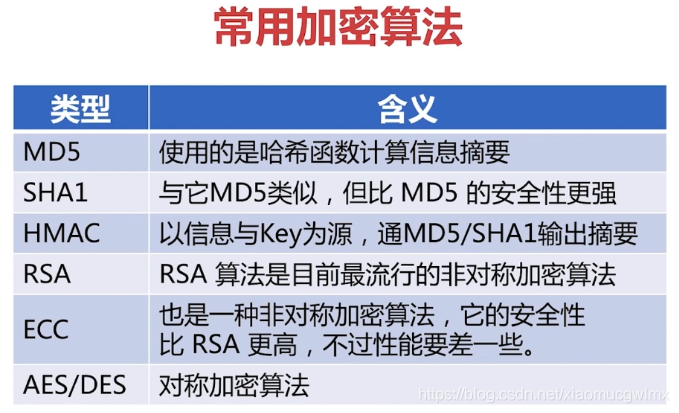 常用加密算法
类型 含义
MD5 使用的是哈希函数计算信息摘要
SHA1 与它MD5类似，但比 MD5 的安全性更强
HMAC 以信息与Key为源，通MD5/SHA1输出摘要
RSA RSA 算法是目前最流行的非对称加密算法
ECC 也是一种非对称加密算法，它的安全性
比 RSA 更高，不过性能要差一些。
AES/DES 对称加密算法
https://blog.csdn.net/xiaomucgwlmx